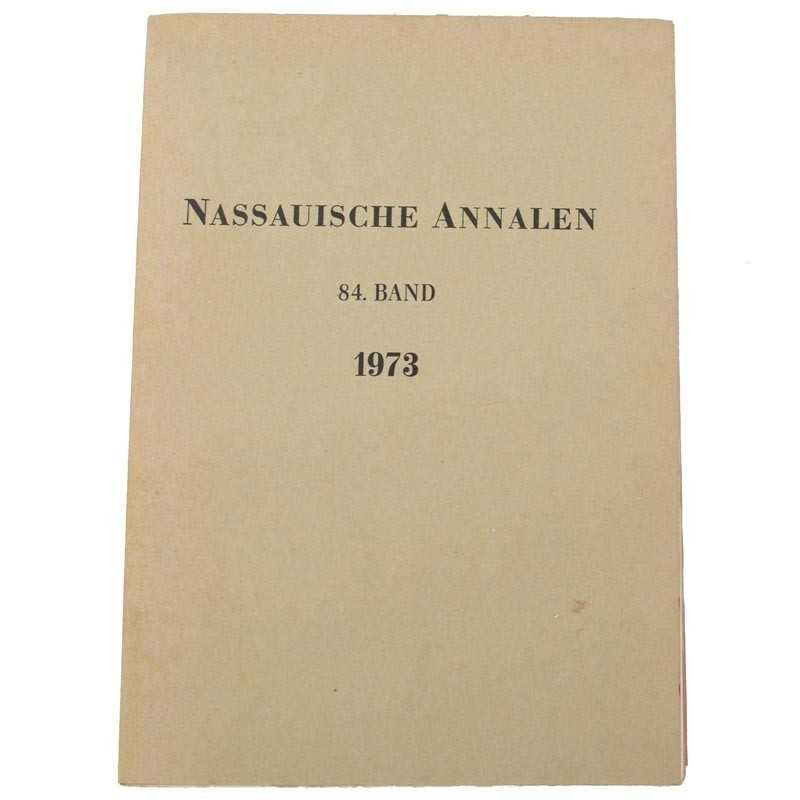 NASSAUISCHE ANNALEN
84. BAND
1973